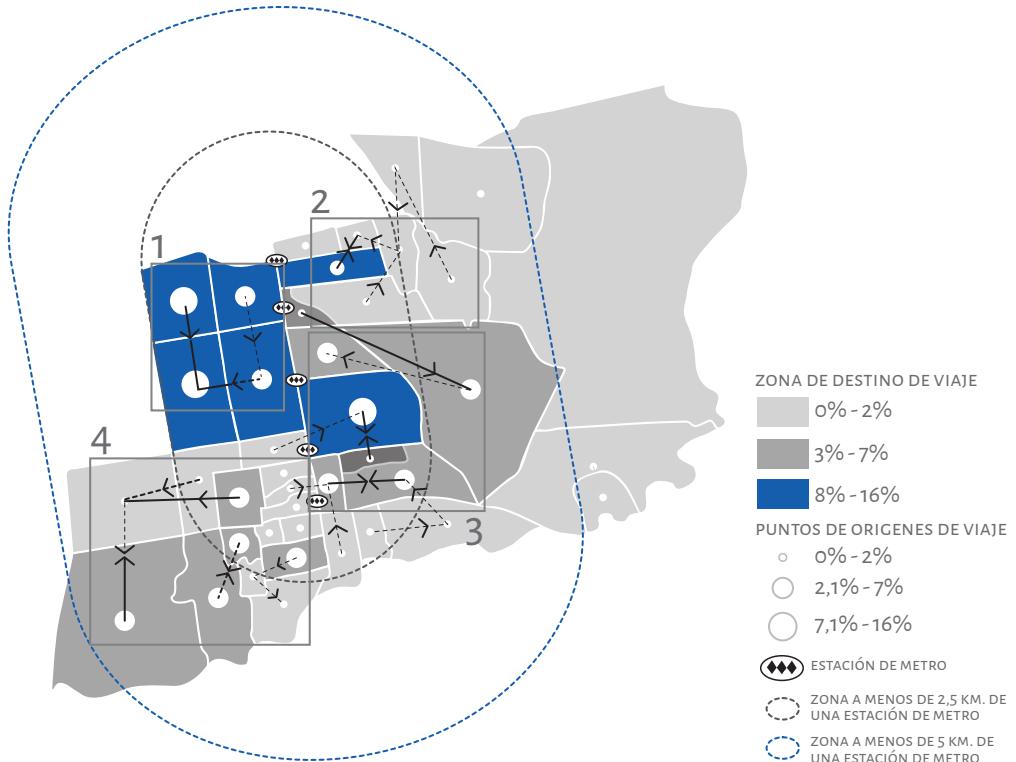 2
1
4
3
ZONA DE DESTINO DE VIAJE
0% - 2%
3% - 7%
8% - 16%
PUNTOS DE ORIGENES DE VIAJE
0% - 2%
2,1% - 7%
7,1% - 16%
ESTACIÓN DE METRO
ZONA A MENOS DE 2,5 KM. DE
UNA ESTACIÓN DE METRO
ZONA A MENOS DE 5 KM. DE
UNA ESTACIÓN DE METRO